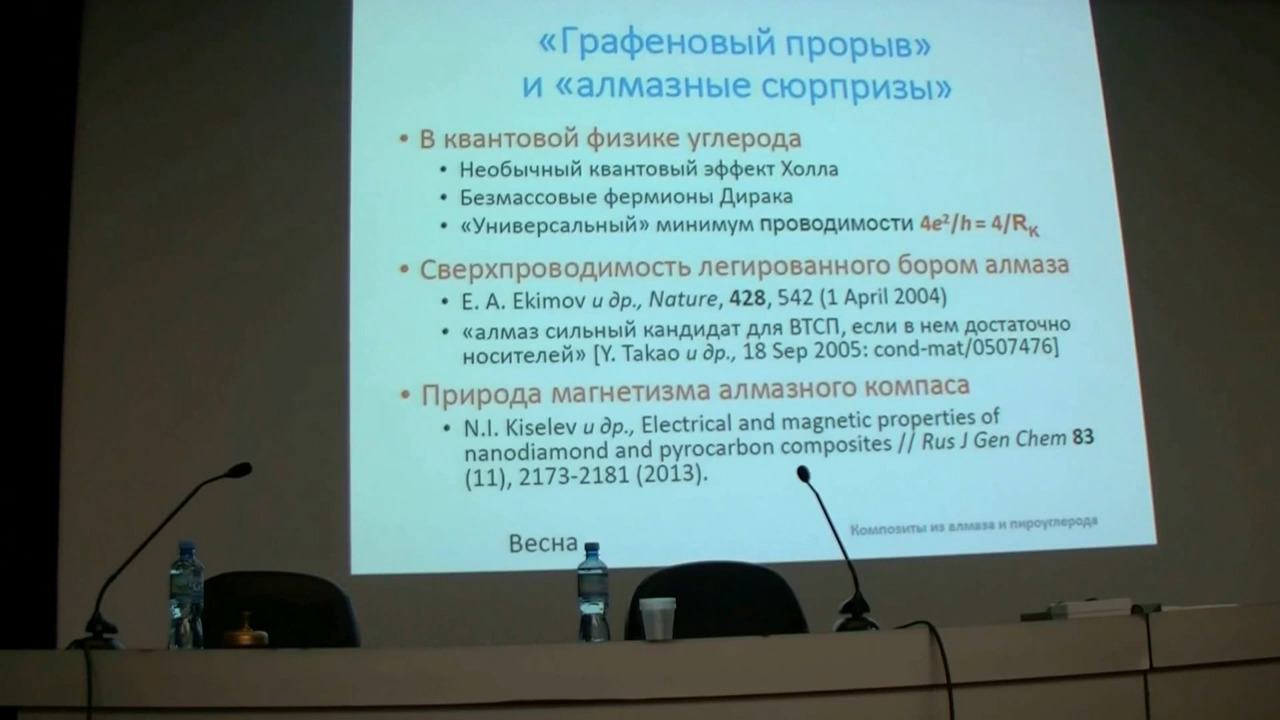 «Графеновый прорыв»
и «алмазные сюрпризы»
• В квантовой физике углерода
• Необычный квантовый эффект Холла
• Безмассовые фермионы Дирака
• «Универсальный» минимум проводимости 4e²/h = 4/R_K
• Сверхпроводимость легированного бором алмаза
• E. A. Ekimov и др., Nature, 428, 542 (1 April 2004)
• «алмаз сильный кандидат для ВТСП, если в нем достаточно
носителей» [Y. Takao и др., 18 Sep 2005: cond-mat/0507476]
• Природа магнетизма алмазного компаса
• N.I. Kiselev и др., Electrical and magnetic properties of
nanodiamond and pyrocarbon composites // Rus J Gen Chem 83
(11), 2173-2181 (2013).
Композиты из алмаза и пироуглерода
Весна